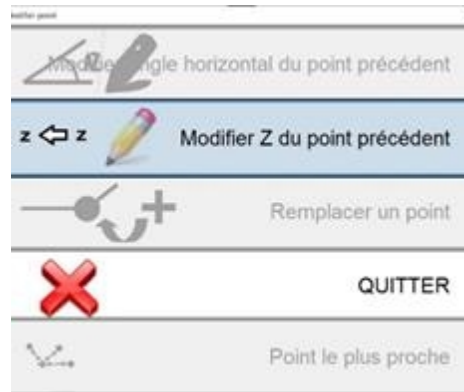 Modifier point
Modifier angle horizontal du point précédent
z z Modifier Z du point précédent
Remplacer un point
QUITTER
Point le plus proche